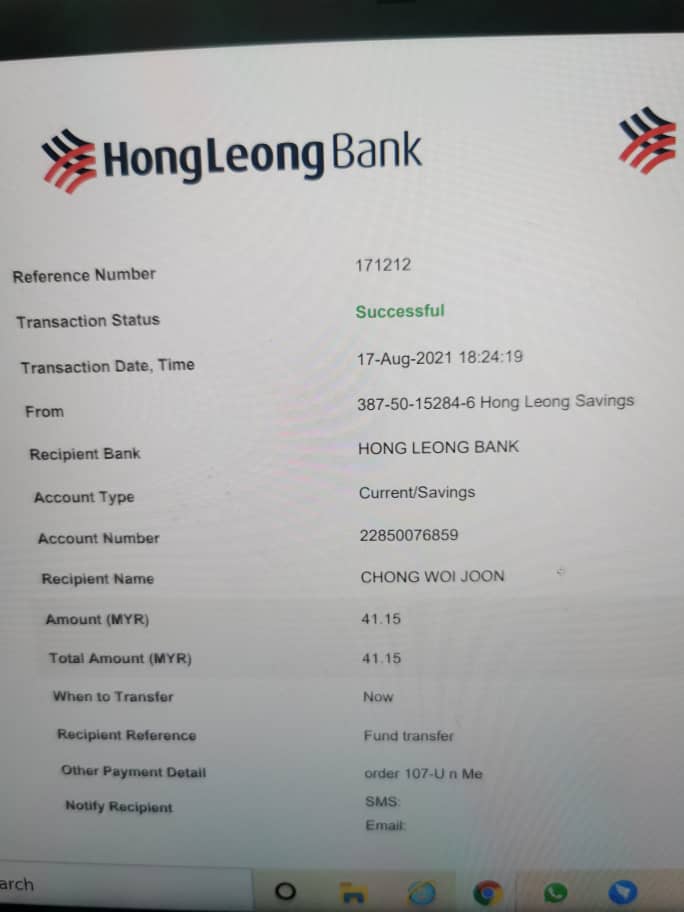 HongLeong Bank
Reference Number 171212
Transaction Status Successful
Transaction Date, Time 17-Aug-2021 18:24:19
From 387-50-15284-6 Hong Leong Savings
Recipient Bank HONG LEONG BANK
Account Type Current/Savings
Account Number 22850076859
Recipient Name CHONG WOI JOON
Amount (MYR) 41.15
Total Amount (MYR) 41.15
When to Transfer Now
Recipient Reference Fund transfer
Other Payment Detail order 107-U n Me
Notify Recipient SMS:
Email:
arch